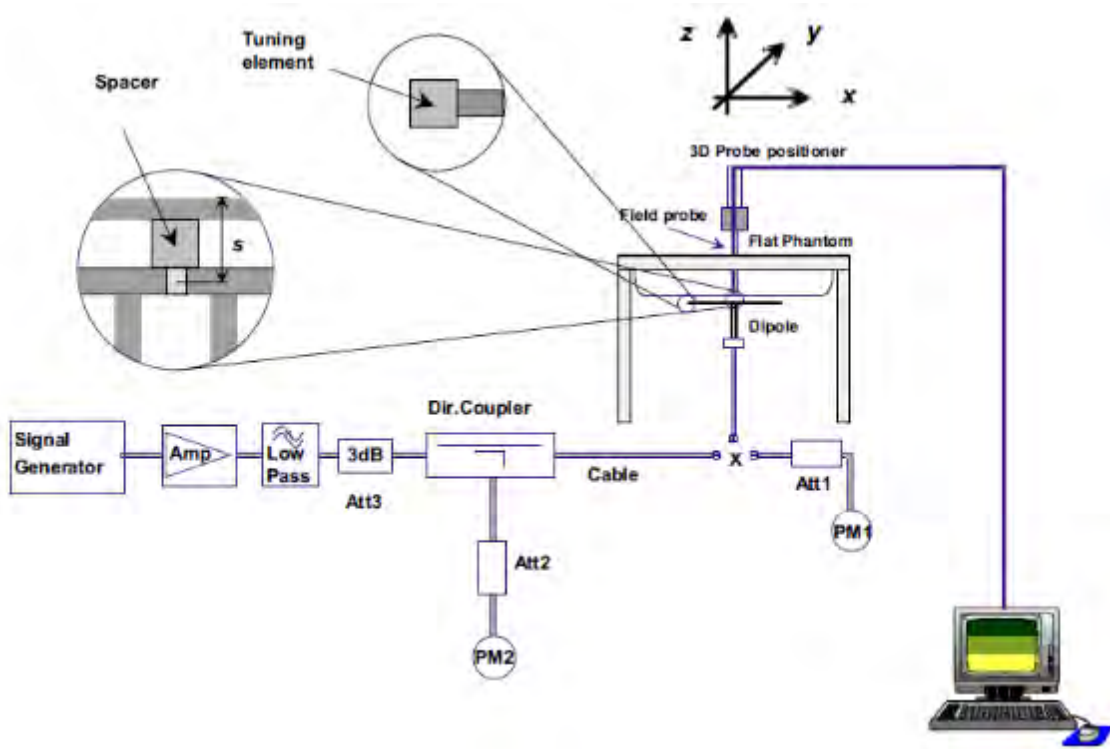 Tuning
element
Spacer
s
z
y
x
3D Probe positioner
Field probe
Flat Phantom
Dipole
Dir.Coupler
Signal
Generator
Amp
Low
Pass
3dB
Att3
Cable
X
Att1
PM1
Att2
PM2